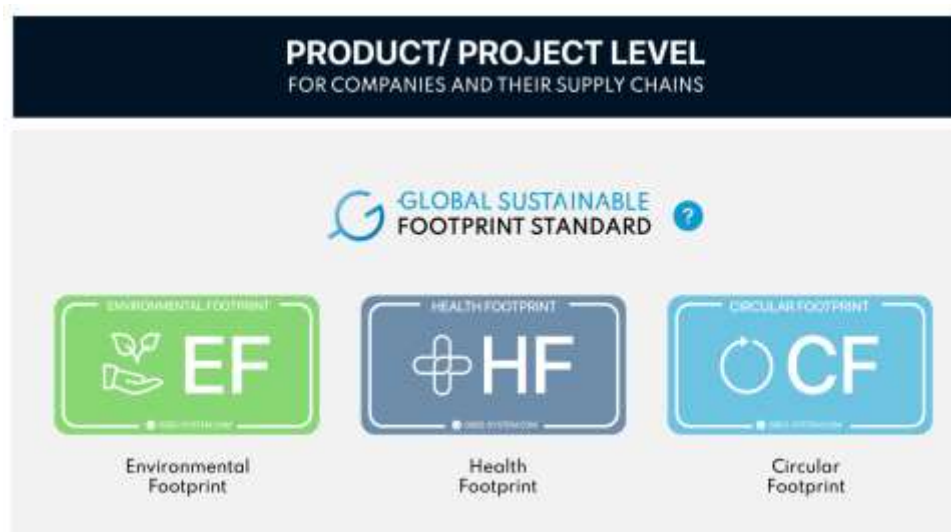 PRODUCT/ PROJECT LEVEL
FOR COMPANIES AND THEIR SUPPLY CHAINS
GLOBAL SUSTAINABLE
FOOTPRINT STANDARD ?
ENVIRONMENTAL FOOTPRINT
EF
HEALTH FOOTPRINT
HF
CIRCULAR FOOTPRINT
CF
Environmental
Footprint
Health
Footprint
Circular
Footprint